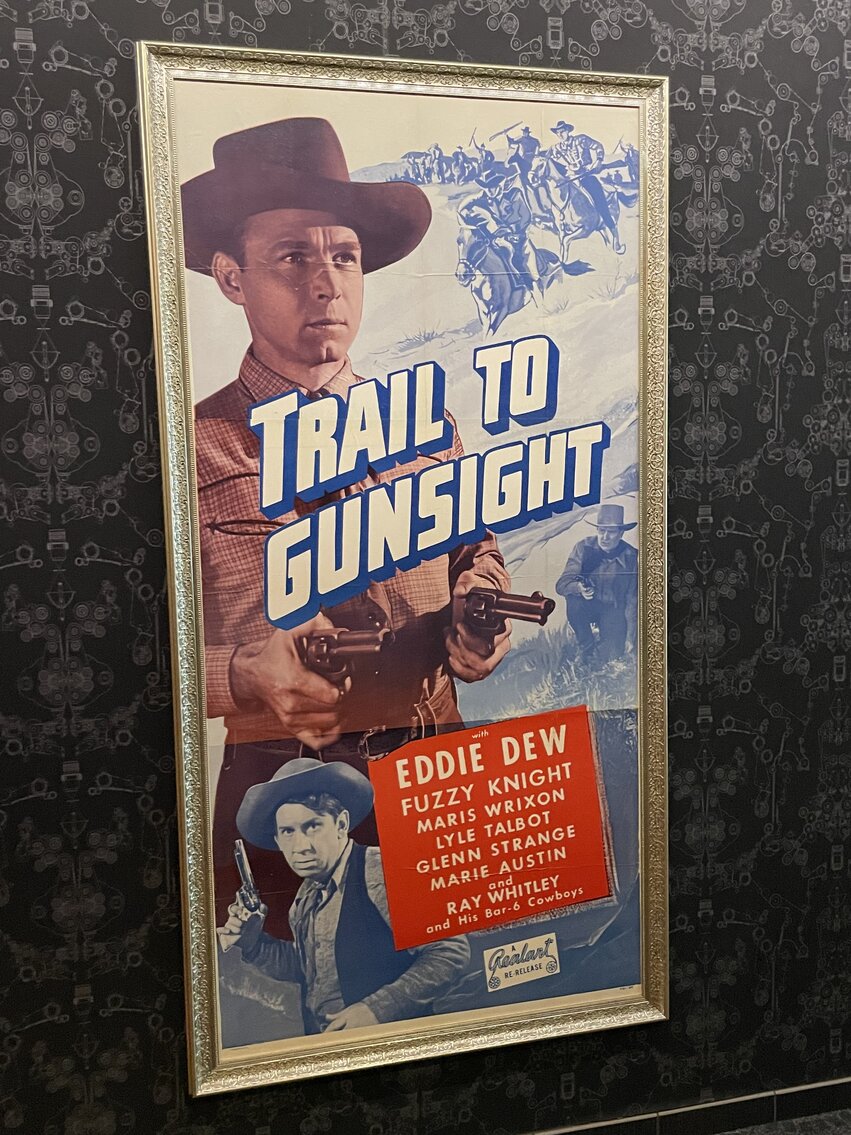 TRAIL TO
GUNSIGHT
with
EDDIE DEW
FUZZY KNIGHT
MARIS WRIXON
LYLE TALBOT
GLENN STRANGE
MARIE AUSTIN
and
RAY WHITLEY
and His Bar-6 Cowboys
A
Realart
RE-RELEASE